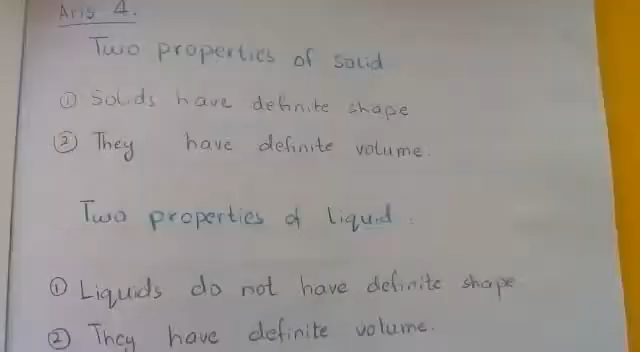 Ans 4.
Two properties of solid
① Solids have definite shape
② They have definite volume.
Two properties of liquid :
① Liquids do not have definite shape
② They have definite volume.